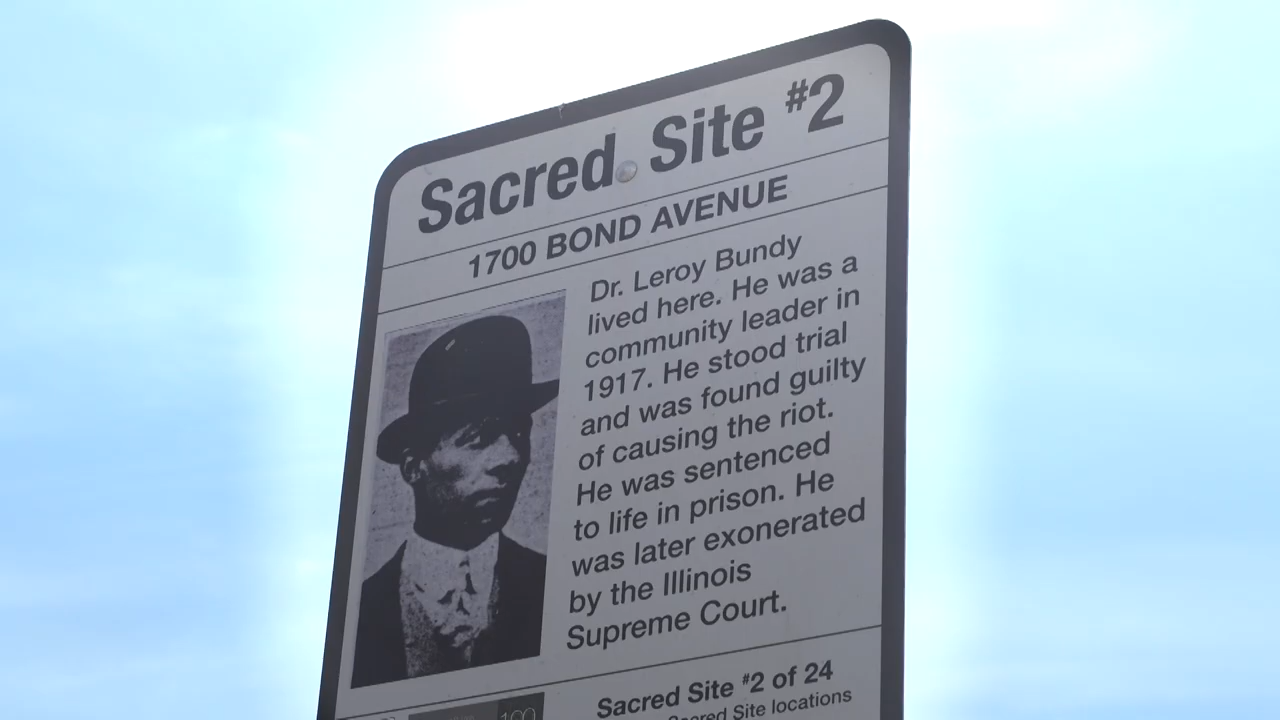 Sacred Site #2
1700 BOND AVENUE
Dr. Leroy Bundy
lived here. He was a
community leader in
1917. He stood trial
and was found guilty
of causing the riot.
He was sentenced
to life in prison. He
was later exonerated
by the Illinois
Supreme Court.
Sacred Site #2 of 24
Sacred Site locations
100